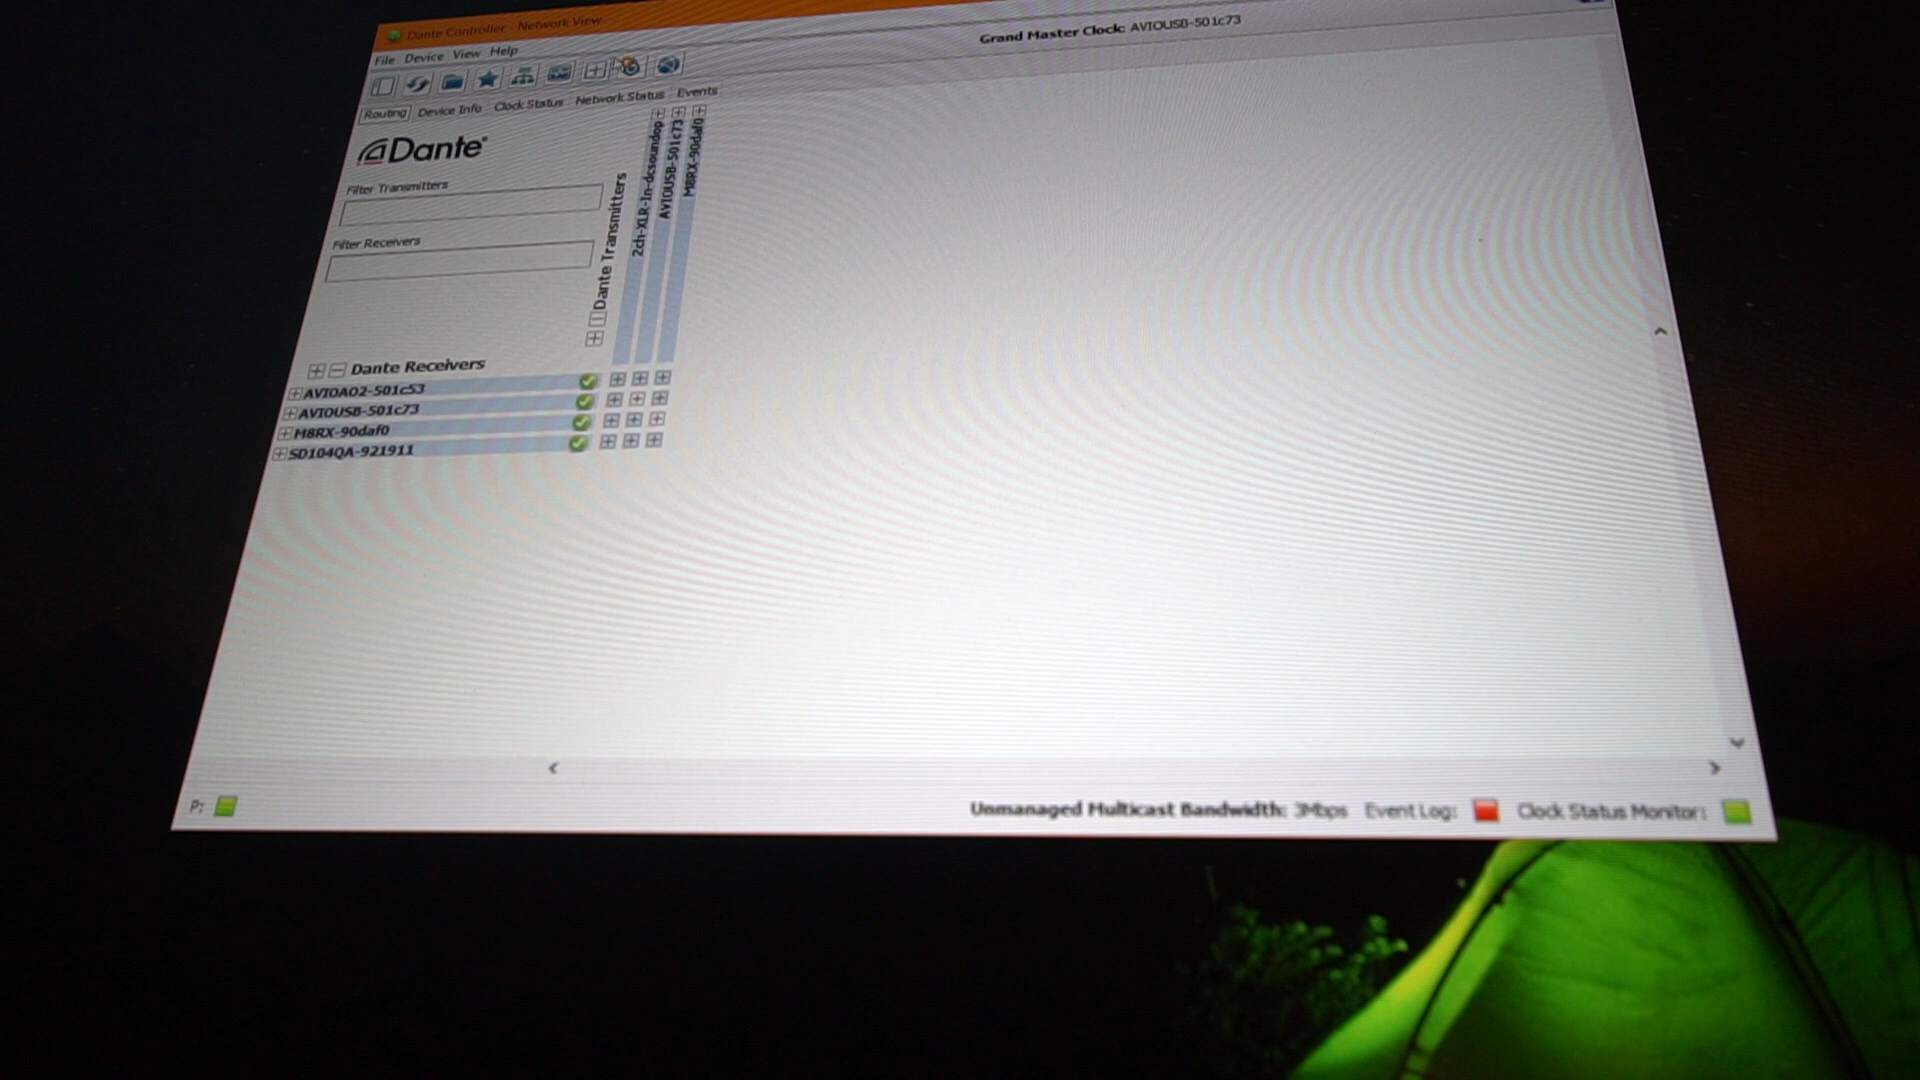 Dante Controller - Network View
File Device View Help
Grand Master Clock: AVIOUSB-501c73
Routing Device Info Clock Status Network Status Events
Dante
Filter Transmitters
Filter Receivers
Dante Transmitters
2ch-XLR-In-dcsoundop
AVIOUSB-501c73
M8RX-90daf0
Dante Receivers
AVIOAO2-501c53
AVIOUSB-501c73
M8RX-90daf0
SD104QA-921911
P:
Unmanaged Multicast Bandwidth: 3Mbps Event Log: Clock Status Monitor: